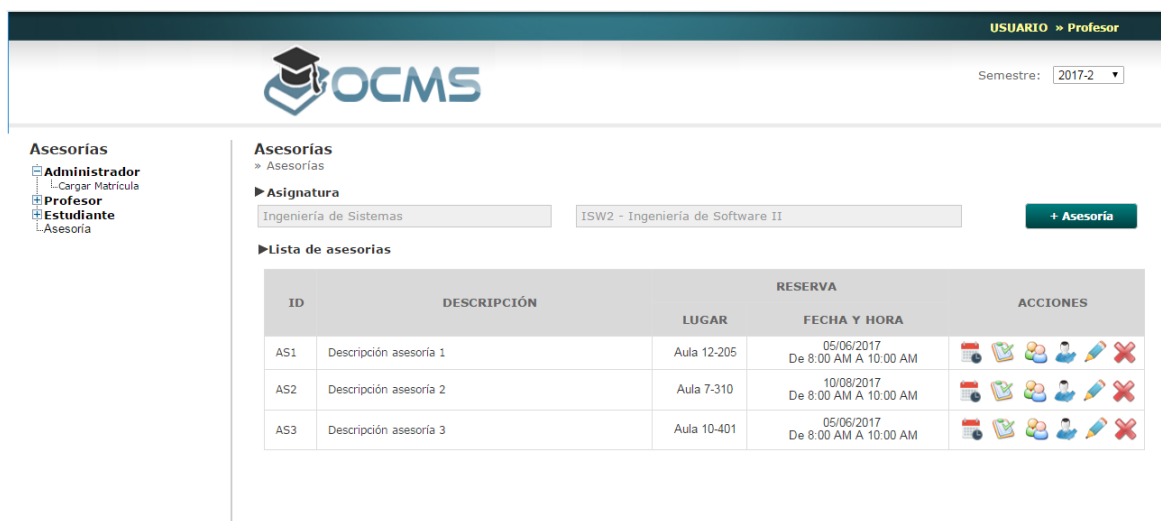 USUARIO » Profesor
OCMS
Semestre: 2017-2
Asesorías
Administrador
Cargar Matrícula
Profesor
Estudiante
Asesoría
Asesorías
» Asesorías
Asignatura
Ingeniería de Sistemas ISW2 - Ingeniería de Software II + Asesoría
Lista de asesorias
ID DESCRIPCIÓN RESERVA ACCIONES
LUGAR FECHA Y HORA
AS1 Descripción asesoría 1 Aula 12-205 05/06/2017
De 8:00 AM A 10:00 AM
AS2 Descripción asesoría 2 Aula 7-310 10/08/2017
De 8:00 AM A 10:00 AM
AS3 Descripción asesoría 3 Aula 10-401 05/06/2017
De 8:00 AM A 10:00 AM